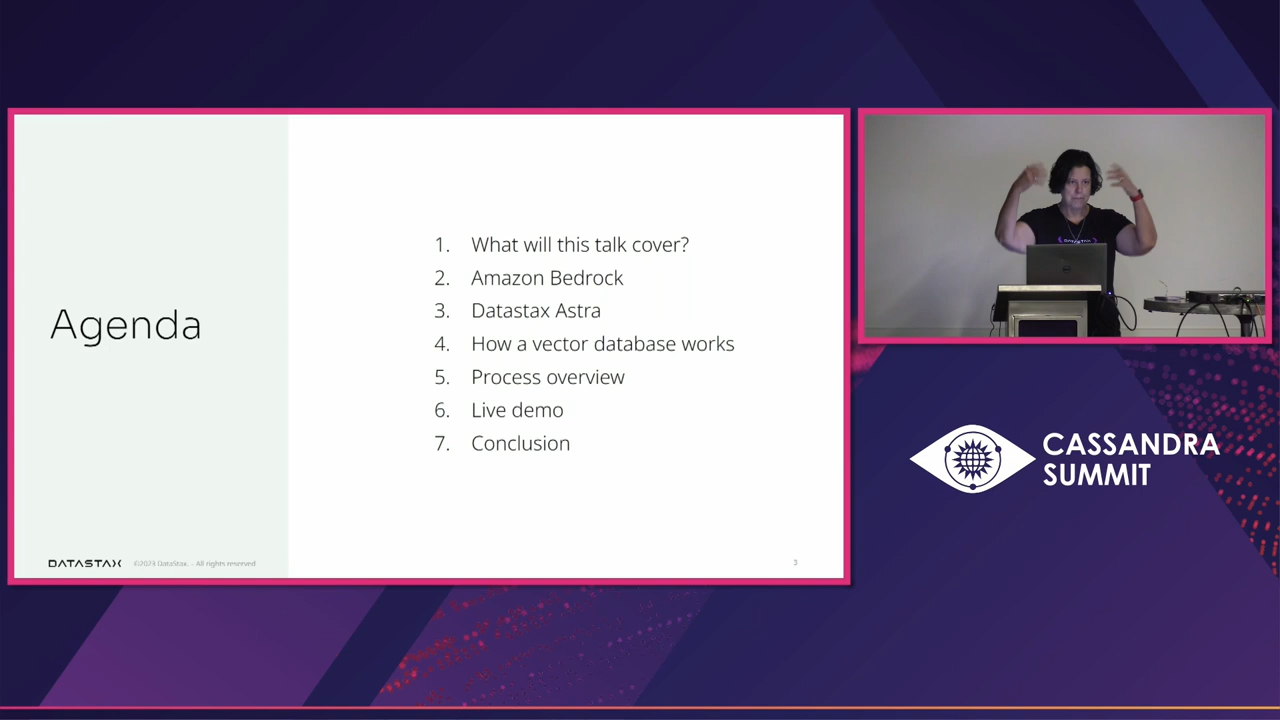 Agenda
1. What will this talk cover?
2. Amazon Bedrock
3. Datastax Astra
4. How a vector database works
5. Process overview
6. Live demo
7. Conclusion
DATASTAX ©2023 DataStax. - All rights reserved
3
DATASTAX
CASSANDRA
SUMMIT